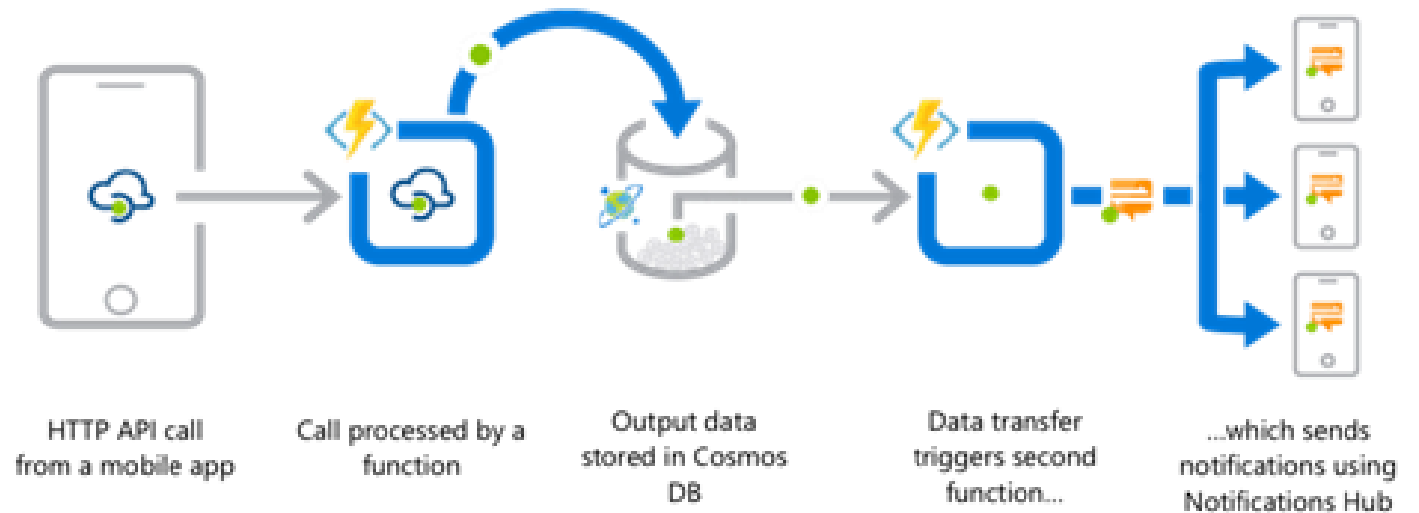 HTTP API call
from a mobile app
Call processed by a
function
Output data
stored in Cosmos
DB
Data transfer
triggers second
function...
...which sends
notifications using
Notifications Hub